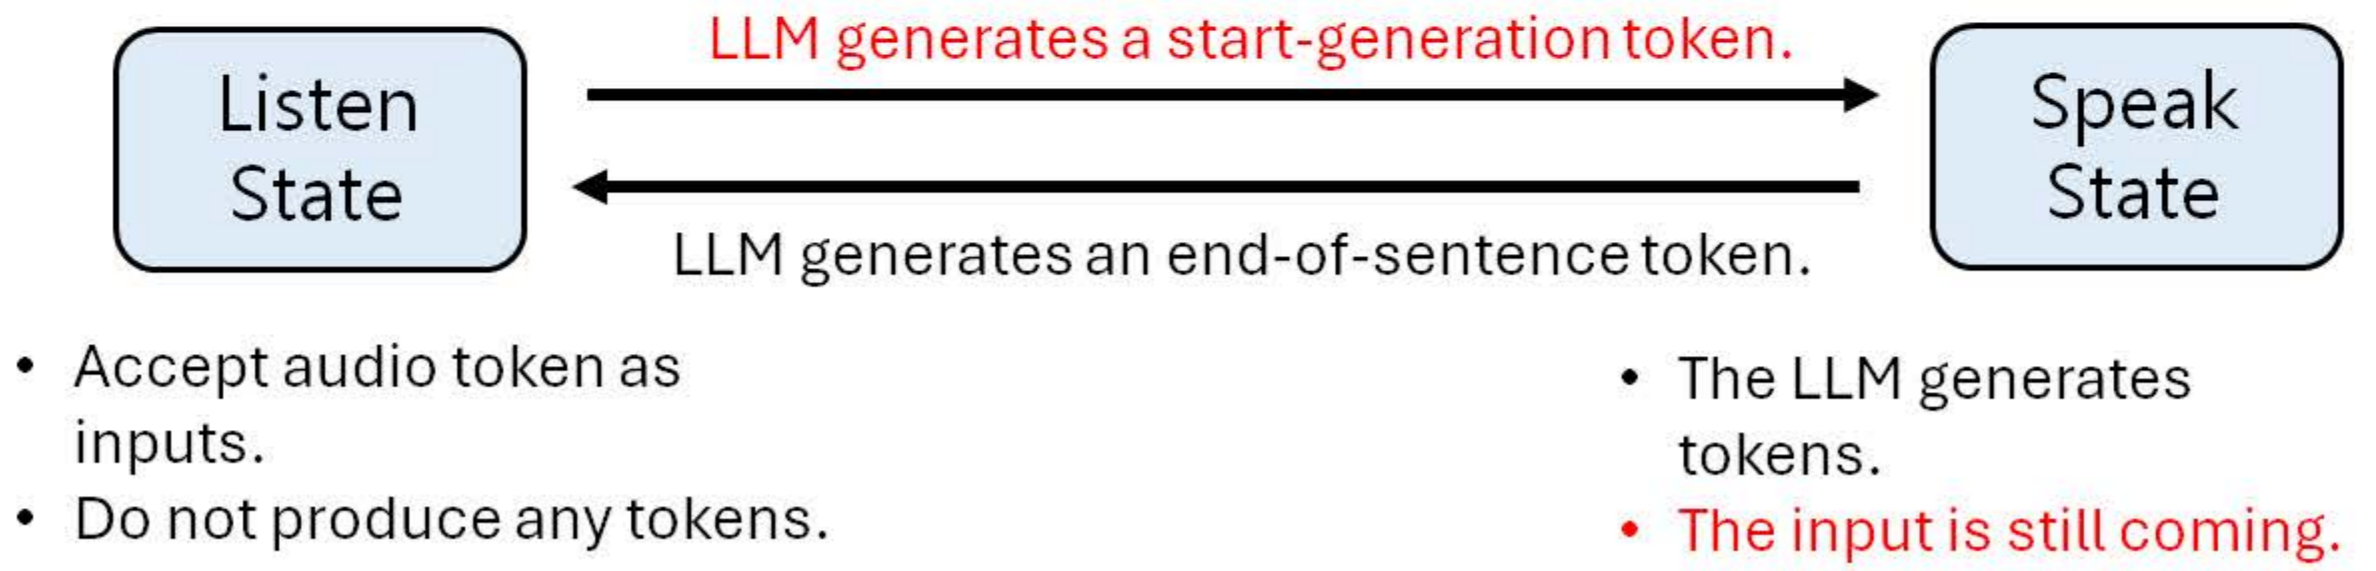 LLM generates a start-generation token.
Listen
State
Speak
State
LLM generates an end-of-sentence token.
• Accept audio token as
inputs.
• Do not produce any tokens.
• The LLM generates
tokens.
• The input is still coming.